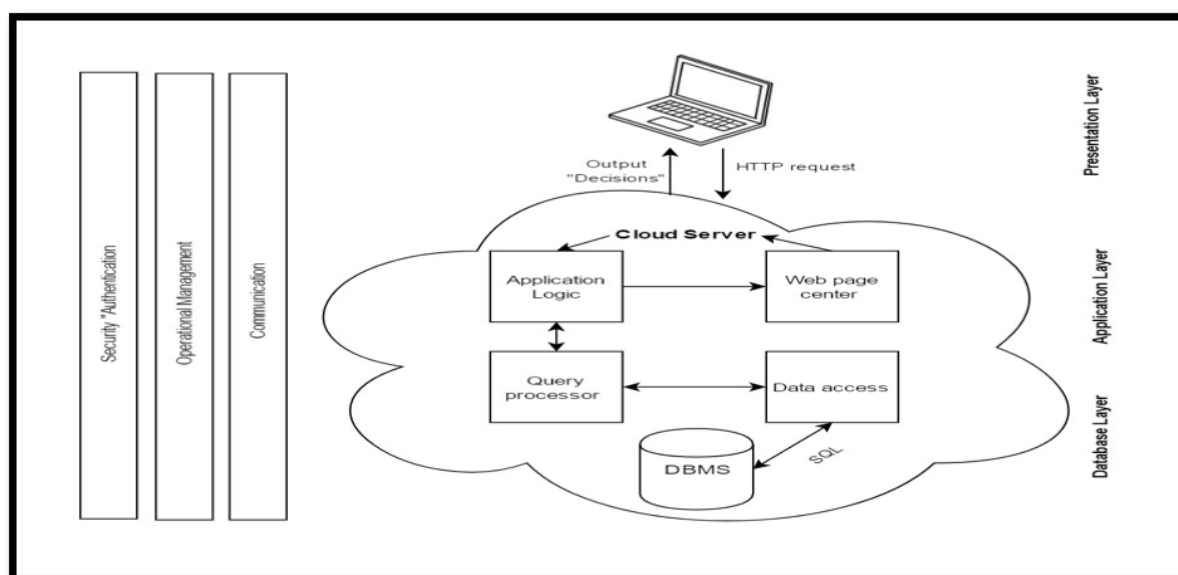 Security "Authentication
Operational Management
Communication
Output
"Decisions"
HTTP request
Cloud Server
Application
Logic
Web page
center
Query
processor
Data access
DBMS
SQL
Presentation Layer
Application Layer
Database Layer